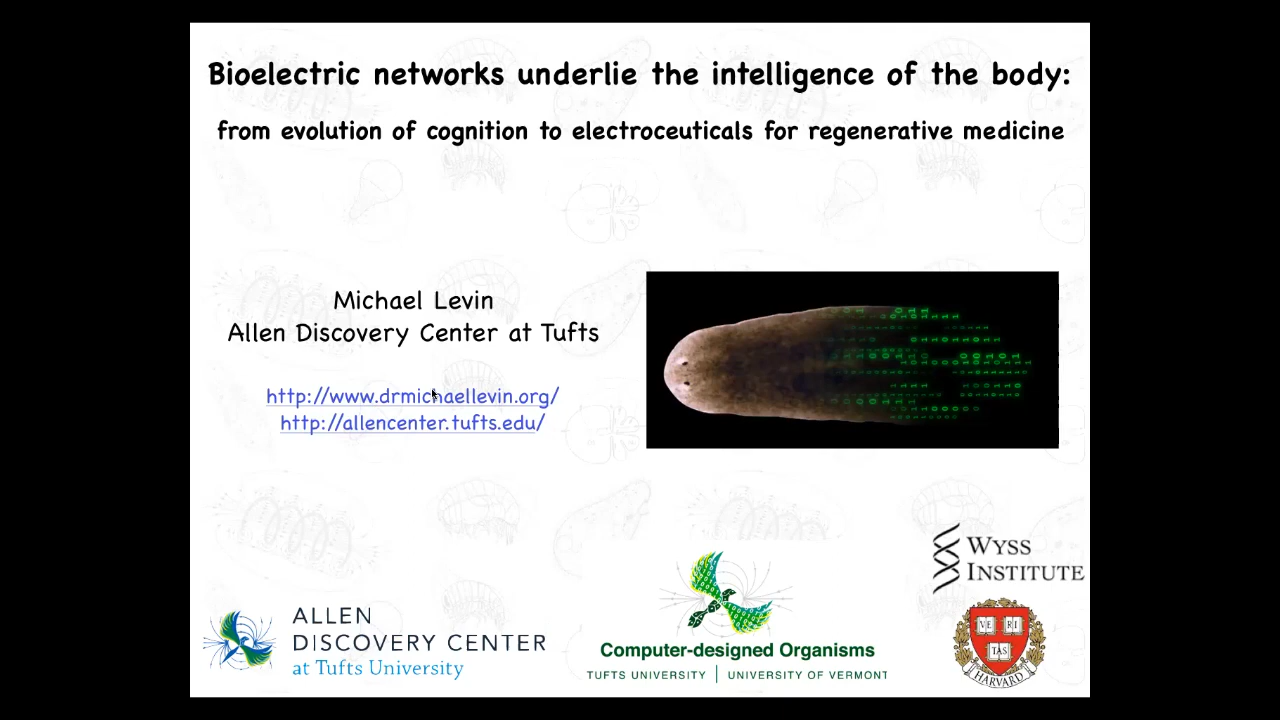 Bioelectric networks underlie the intelligence of the body:
from evolution of cognition to electroceuticals for regenerative medicine
Michael Levin
Allen Discovery Center at Tufts
http://www.drmichaellevin.org/
http://allencenter.tufts.edu/
WYSS
INSTITUTE
ALLEN
DISCOVERY CENTER
at Tufts University
Computer-designed Organisms
TUFTS UNIVERSITY | UNIVERSITY OF VERMONT
VE RI
TAS
HARVARD